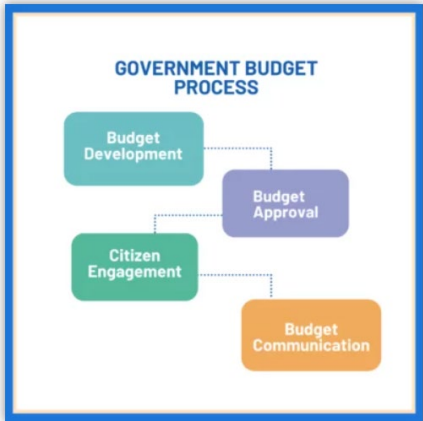 GOVERNMENT BUDGET
PROCESS
Budget
Development
Budget
Approval
Citizen
Engagement
Budget
Communication